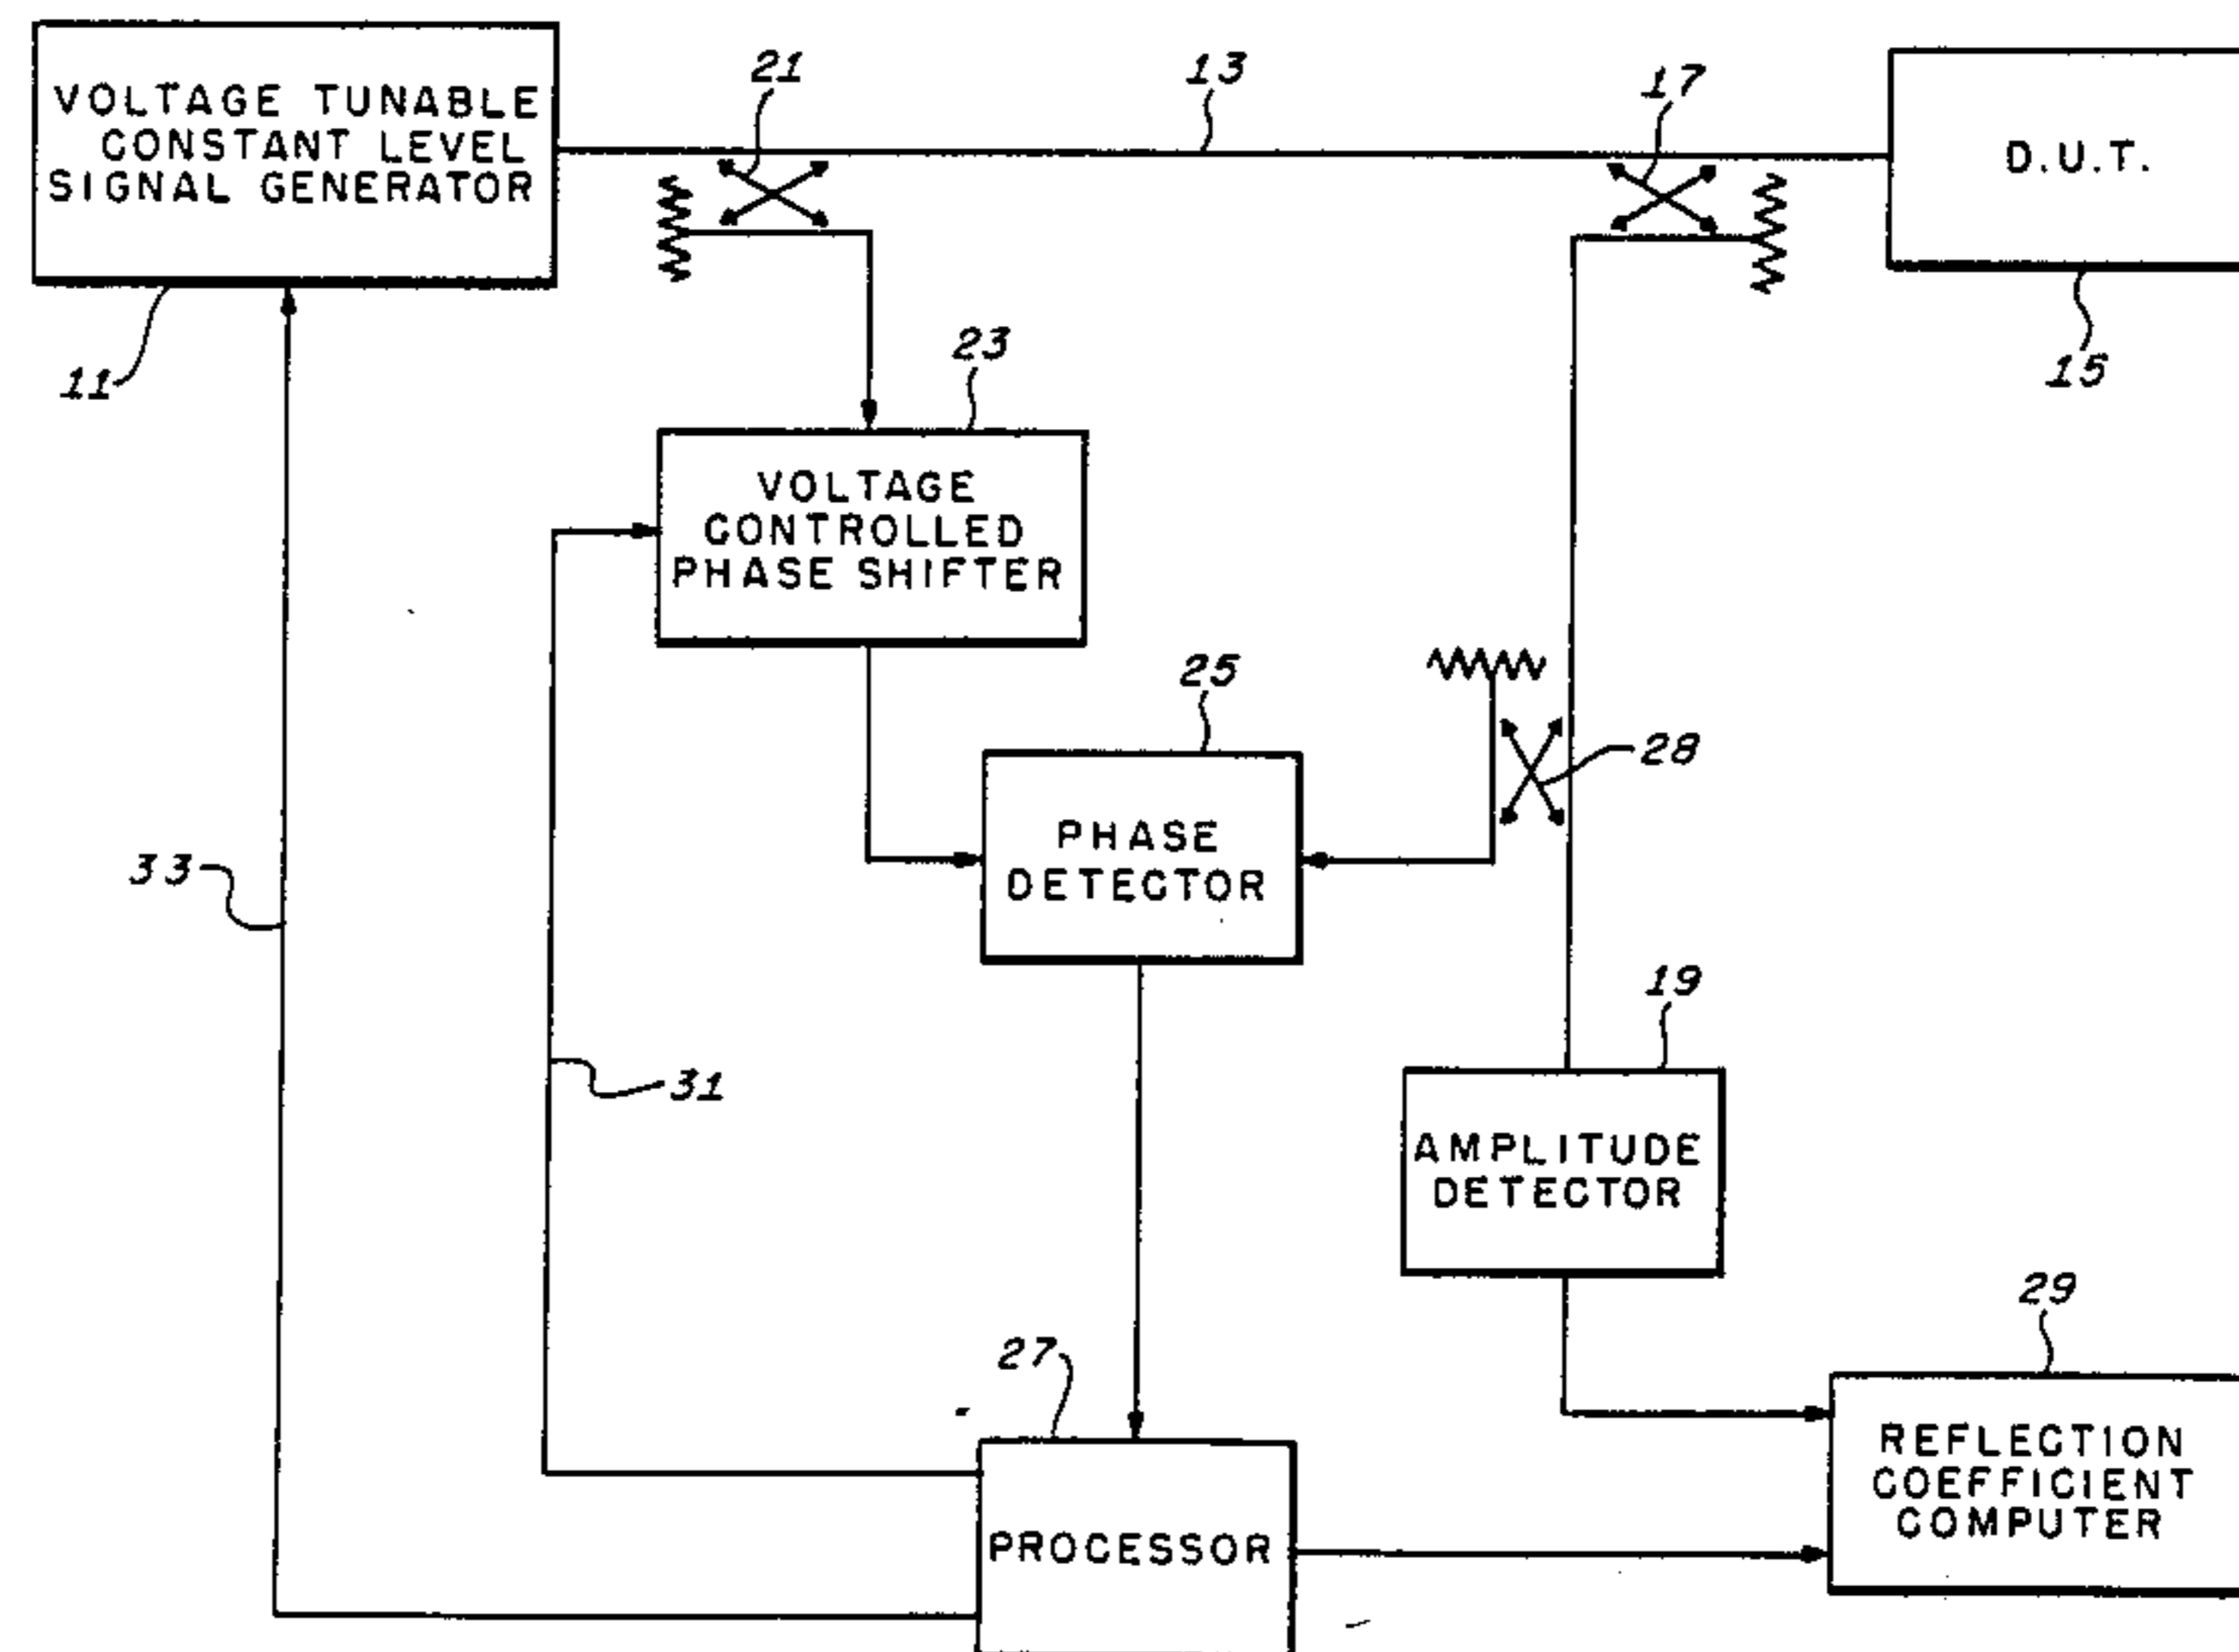 21
13
17
VOLTAGE TUNABLE
CONSTANT LEVEL
SIGNAL GENERATOR
D.U.T.
11
23
15
VOLTAGE
CONTROLLED
PHASE SHIFTER
25
28
PHASE
DETECTOR
33
19
31
AMPLITUDE
DETECTOR
29
27
REFLECTION
COEFFICIENT
COMPUTER
PROCESSOR